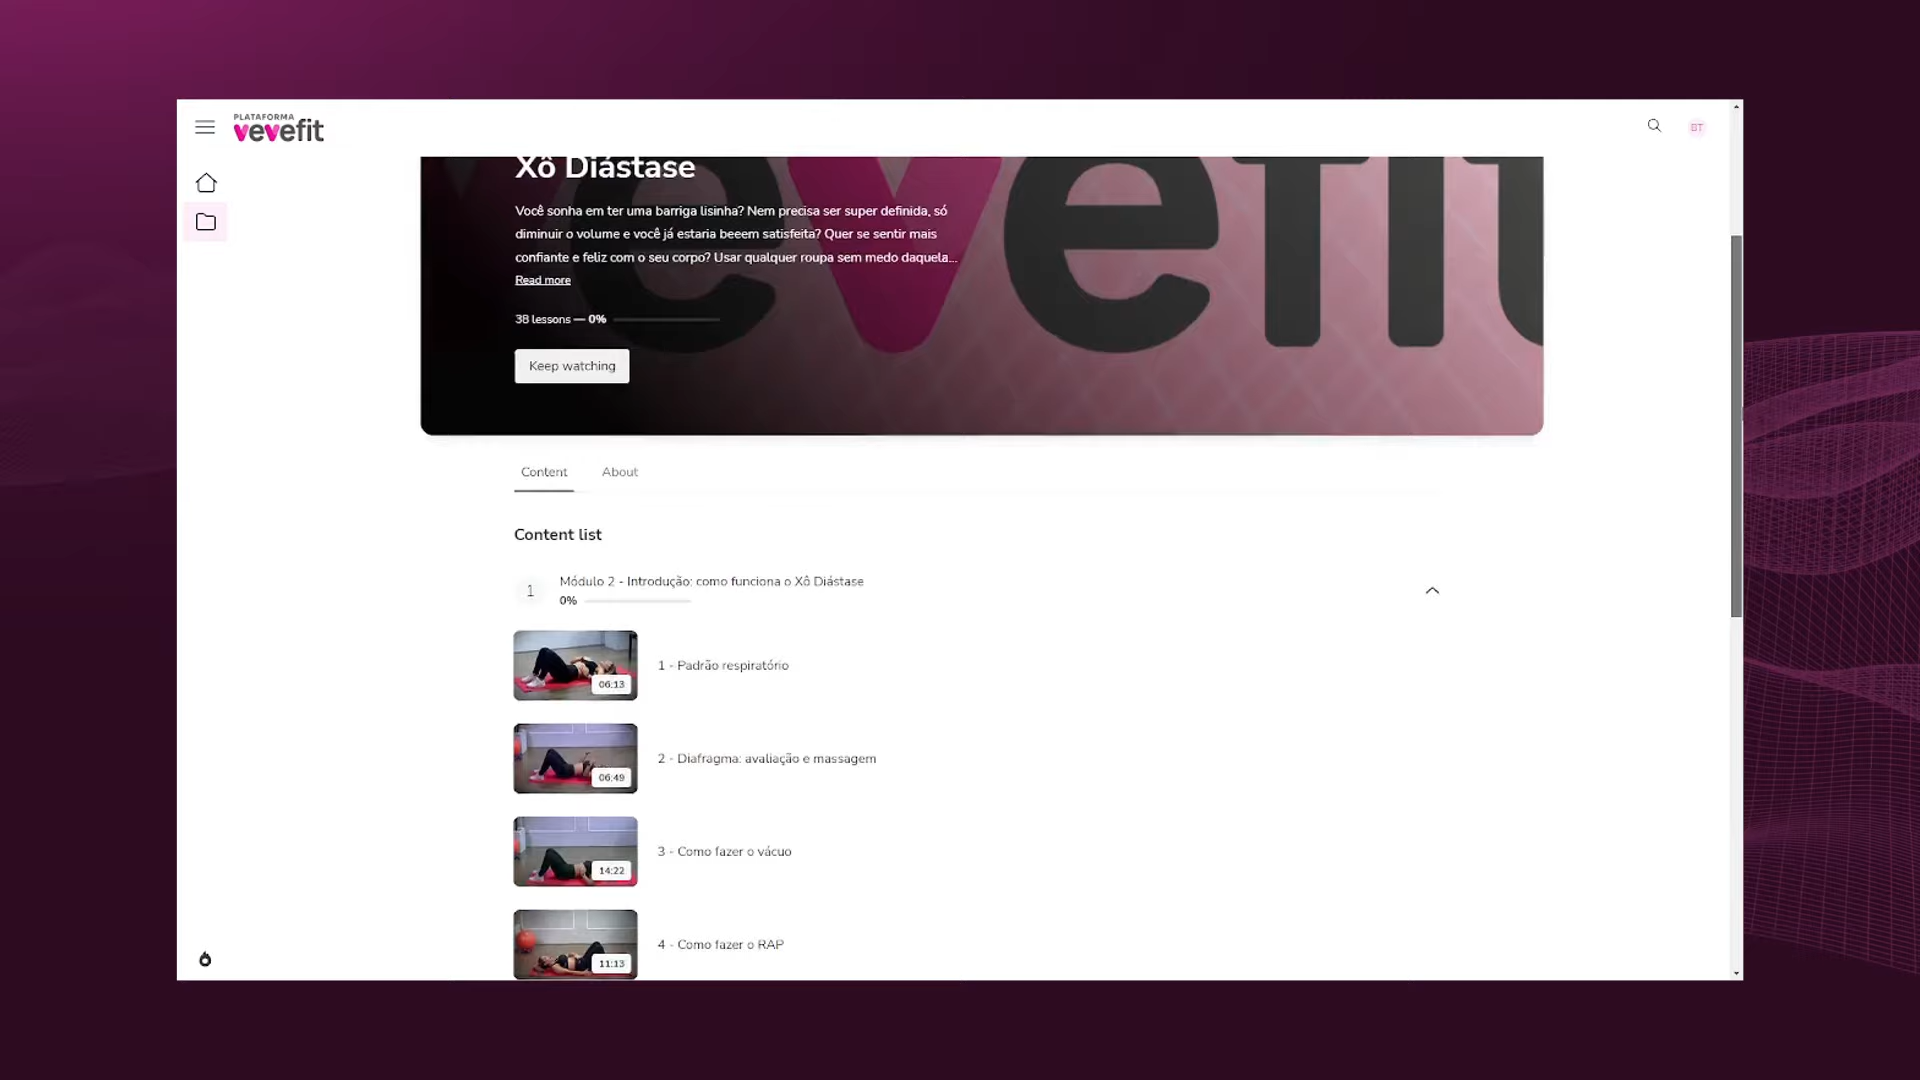 PLATAFORMA
vevefit
BT
Xô Diástase
Você sonha em ter uma barriga lisinha? Nem precisa ser super definida, só
diminuir o volume e você já estaria beeem satisfeita? Quer se sentir mais
confiante e feliz com o seu corpo? Usar qualquer roupa sem medo daquela...
Read more
38 lessons — 0%
Keep watching
Content
About
Content list
1
Módulo 2 - Introdução: como funciona o Xô Diástase
0%
06:13
1 - Padrão respiratório
06:49
2 - Diafragma: avaliação e massagem
14:22
3 - Como fazer o vácuo
11:13
4 - Como fazer o RAP